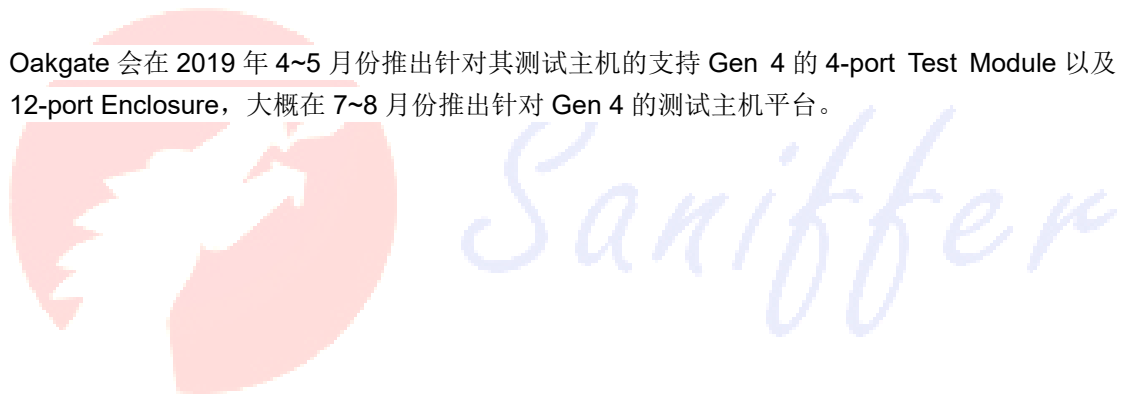 Oakgate 会在 2019 年 4~5 月份推出针对其测试主机的支持 Gen 4 的 4-port Test Module 以及
12-port Enclosure，大概在 7~8 月份推出针对 Gen 4 的测试主机平台。
Saniffer